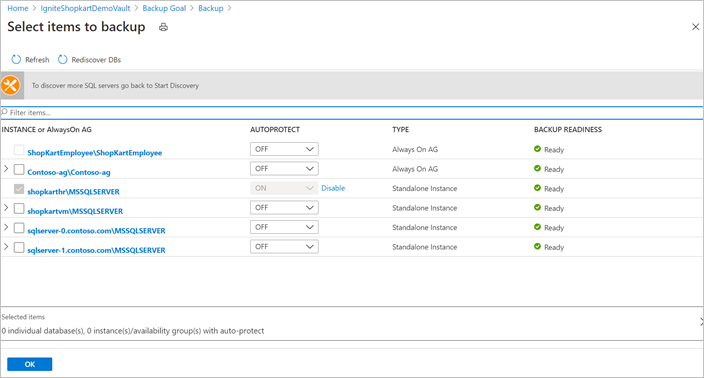 Home > IgniteShopkartDemoVault > Backup Goal > Backup >
Select items to backup
Refresh Rediscover DBs
To discover more SQL servers go back to Start Discovery
Filter items...
INSTANCE or AlwaysOn AG AUTOPROTECT TYPE BACKUP READINESS
ShopKartEmployee\ShopKartEmployee OFF Always On AG Ready
Contoso-ag\Contoso-ag OFF Always On AG Ready
shopkarthr\MSSQLSERVER ON Disable Standalone Instance Ready
shopkartvm\MSSQLSERVER OFF Standalone Instance Ready
sqlserver-0.contoso.com\MSSQLSERVER OFF Standalone Instance Ready
sqlserver-1.contoso.com\MSSQLSERVER OFF Standalone Instance Ready
Selected items
0 individual database(s), 0 instance(s)/availability group(s) with auto-protect
OK